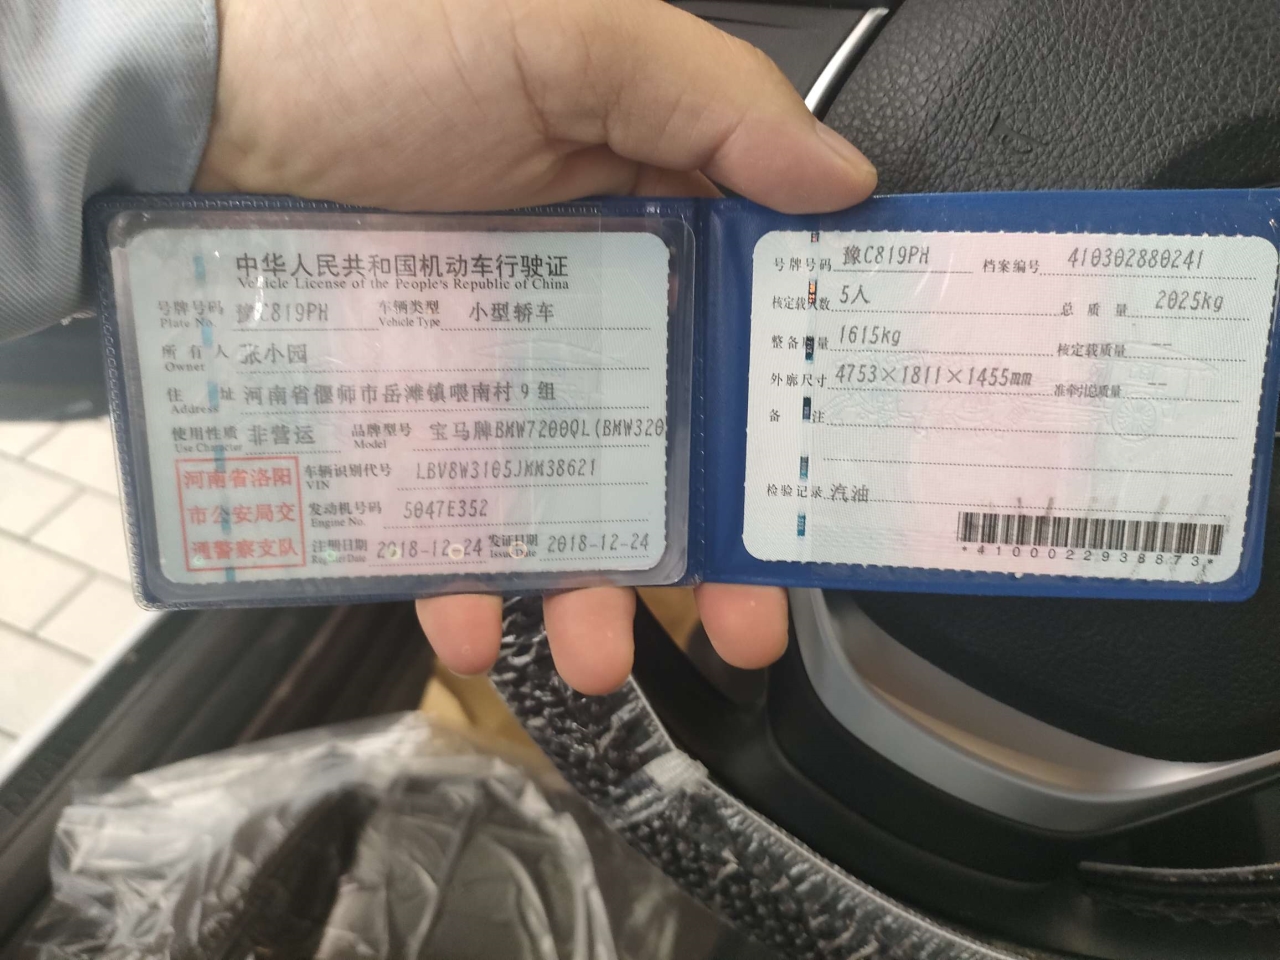 中华人民共和国机动车行驶证
Vehicle License of the People's Republic of China
号牌号码 豫C819PH 车辆类型 小型轿车
Plate No. Vehicle Type
所有人 张小园
Owner
住址 河南省偃师市岳滩镇喂南村9组
Address
使用性质 非营运 品牌型号 宝马牌BMW7200QL(BMW320
Use Character Model
河南省洛阳
市公安局交
通警察支队
车辆识别代号 LBV8W3105JMM38621
VIN
发动机号码 5047E352
Engine No.
注册日期 2018-12-24 发证日期 2018-12-24
Register Date Issue Date
号牌号码 豫C819PH 档案编号 410302880241
核定载人数 5人 总质量 2025kg
整备质量 1615kg 核定载质量 --
外廓尺寸 4753×1811×1455mm 准牵引总质量 --
备注
检验记录 汽油
*4100022938873*